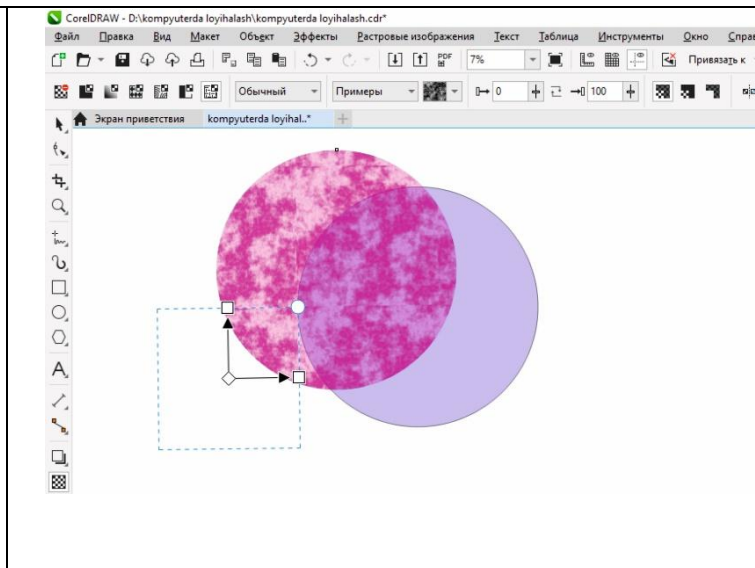 CorelDRAW - D:\kompyuterda loyihalash\kompyuterda loyihalash.cdr*
Файл Правка Вид Макет Объект Эффекты Растровые изображения Текст Таблица Инструменты Окно Справ
PDF 7% Привязать к
Обычный Примеры 0 100
Экран приветствия kompyuterda loyihal..*